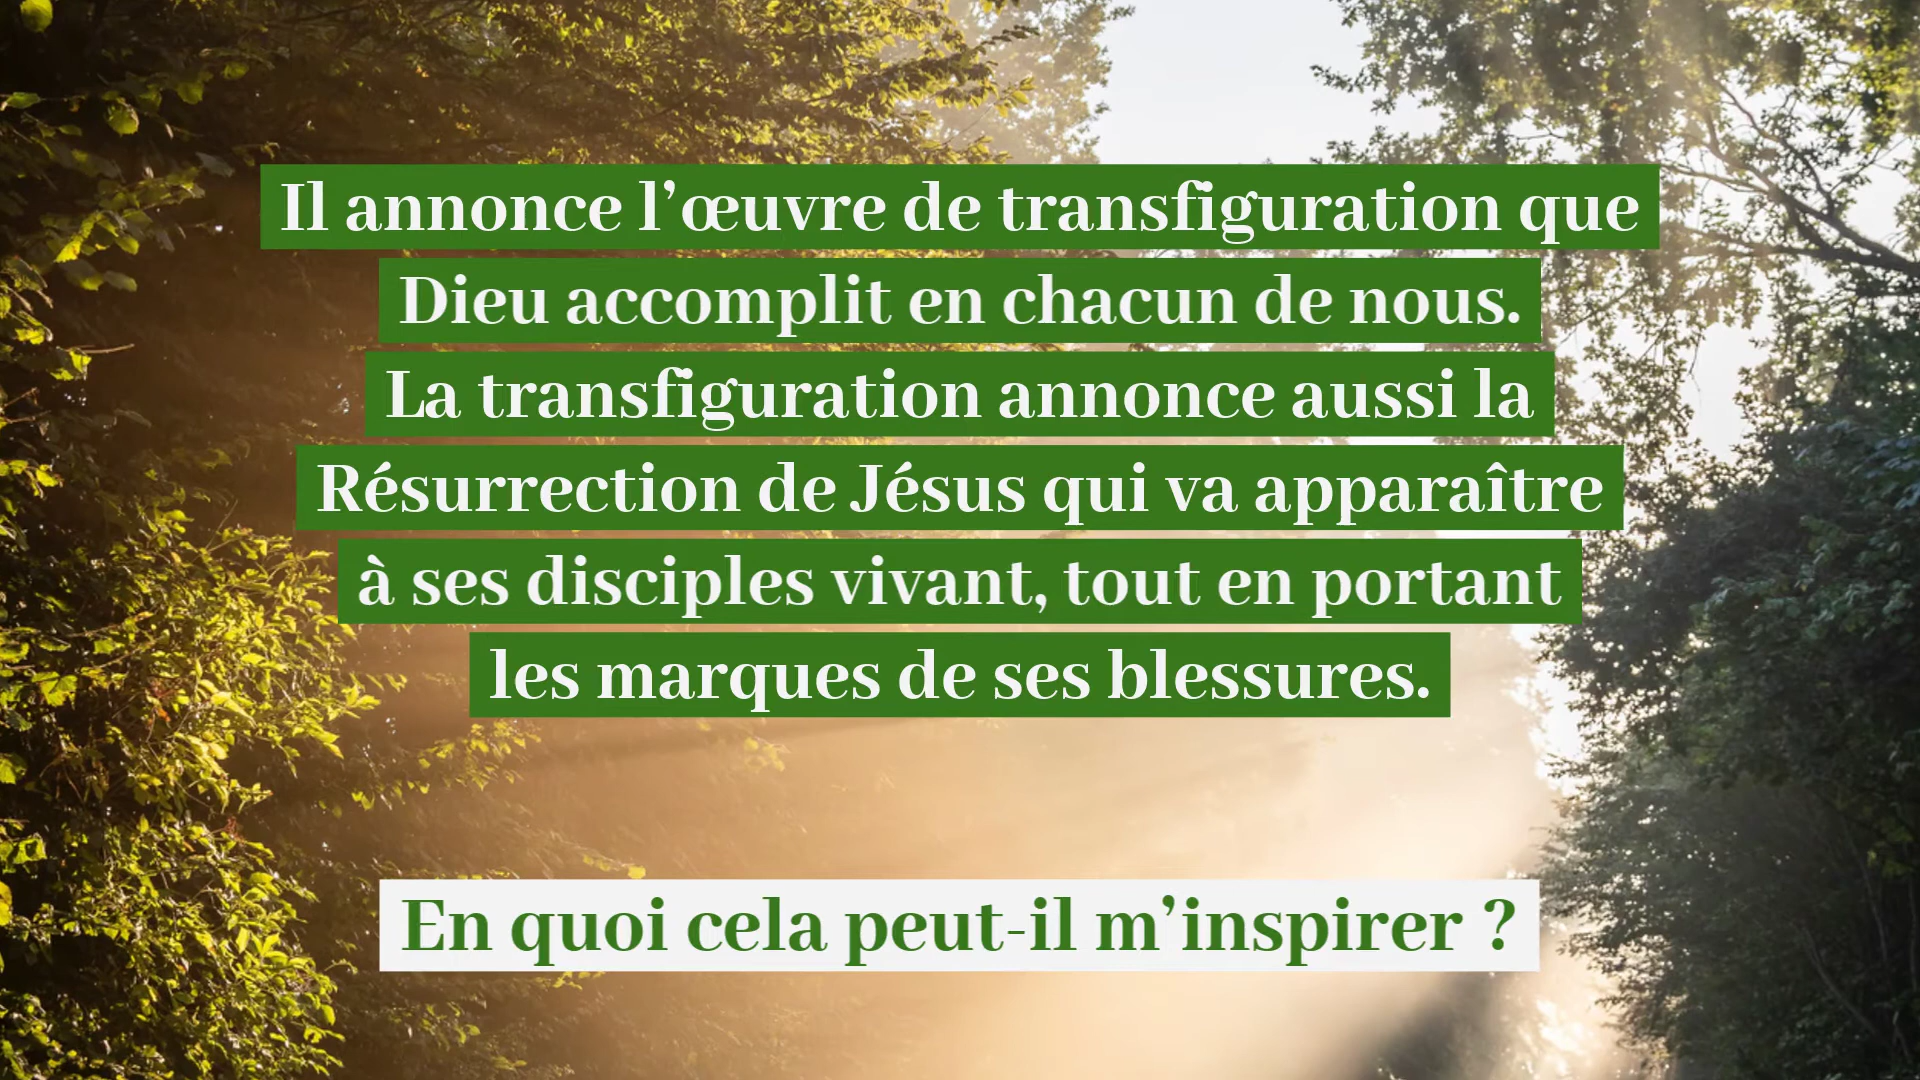 Il annonce l’œuvre de transfiguration que
Dieu accomplit en chacun de nous.
La transfiguration annonce aussi la
Résurrection de Jésus qui va apparaître
à ses disciples vivant, tout en portant
les marques de ses blessures.
En quoi cela peut-il m’inspirer ?